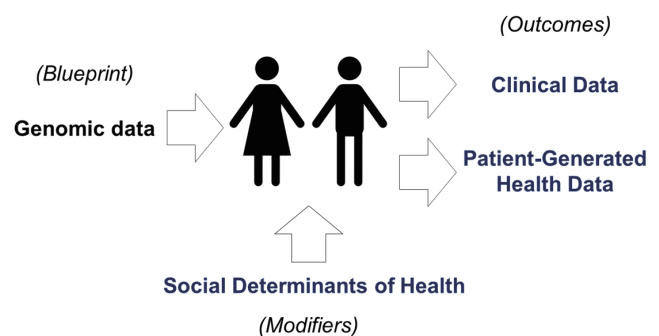 (Outcomes)
(Blueprint)
Clinical Data
Genomic data
Patient-Generated
Health Data
Social Determinants of Health
(Modifiers)